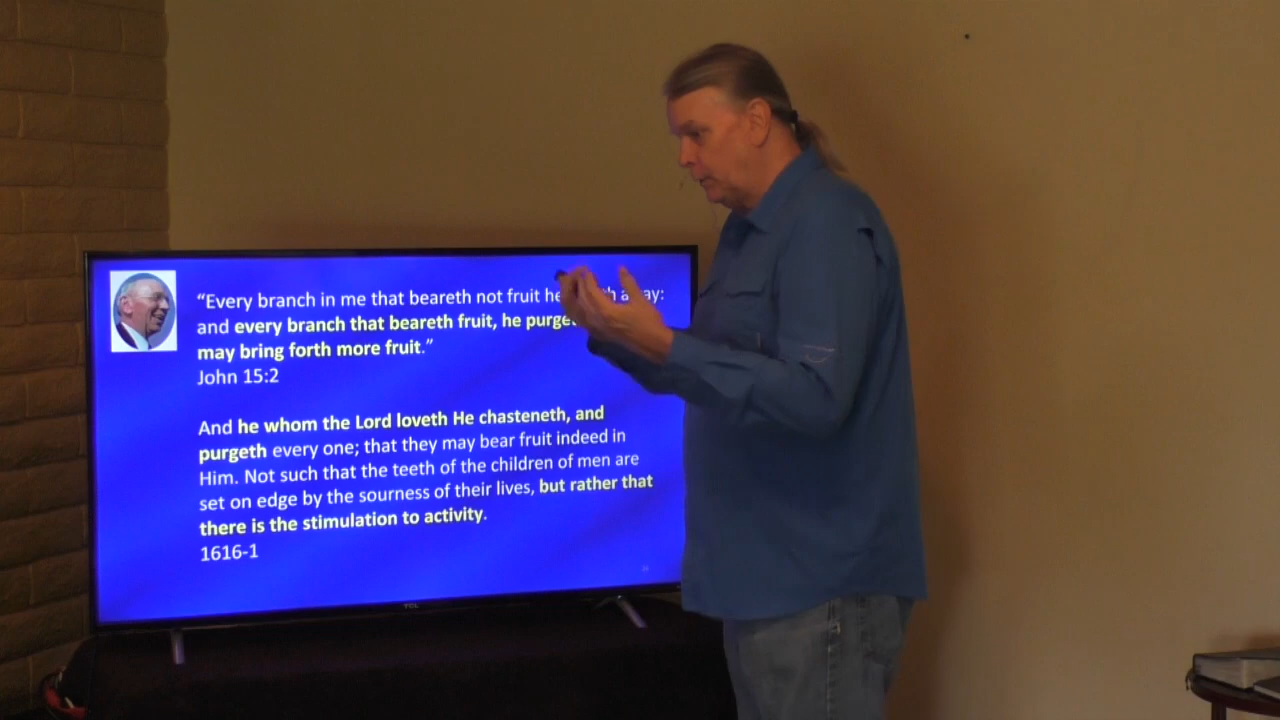 “Every branch in me that beareth not fruit he
and every branch that beareth fruit, he
may bring forth more fruit.”
John 15:2
And he whom the Lord loveth He chasteneth, and
purgeth every one; that they may bear fruit indeed in
Him. Not such that the teeth of the children of men are
set on edge by the sourness of their lives, but rather that
there is the stimulation to activity.
1616-1
TCL